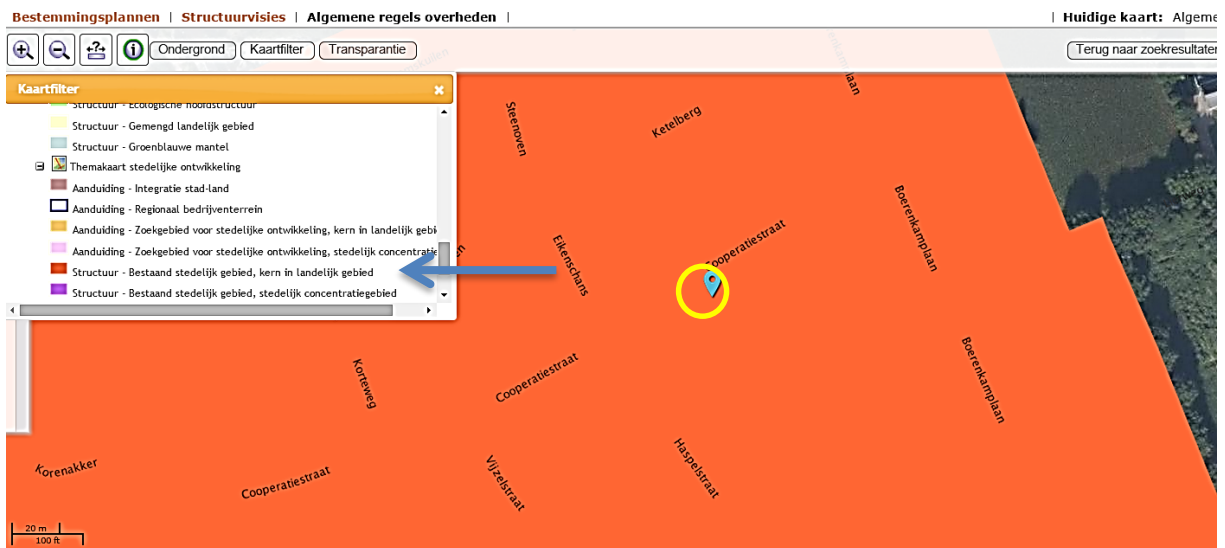 Bestemmingsplannen | Structuurvisies | Algemene regels overheden |
| Huidige kaart: Algeme
Ondergrond
Kaartfilter
Transparantie
Terug naar zoekresultaten
Kaartfilter
Structuur - Ecologische hoofdstructuur
Structuur - Gemengd landelijk gebied
Structuur - Groenblauwe mantel
Themakaart stedelijke ontwikkeling
Aanduiding - Integratie stad-land
Aanduiding - Regionaal bedrijventerrein
Aanduiding - Zoekgebied voor stedelijke ontwikkeling, kern in landelijk gebi
Aanduiding - Zoekgebied voor stedelijke ontwikkeling, stedelijk concentratie
Structuur - Bestaand stedelijk gebied, kern in landelijk gebied
Structuur - Bestaand stedelijk gebied, stedelijk concentratiegebied
Steenoven
Ketelberg
Boerenkamplaan
Cooperatiestraat
Eikenschans
Boerenkamplaan
Cooperatiestraat
Korteweg
Korenakker
Cooperatiestraat
Vijzelstraat
Haspelstraat
20 m
100 ft